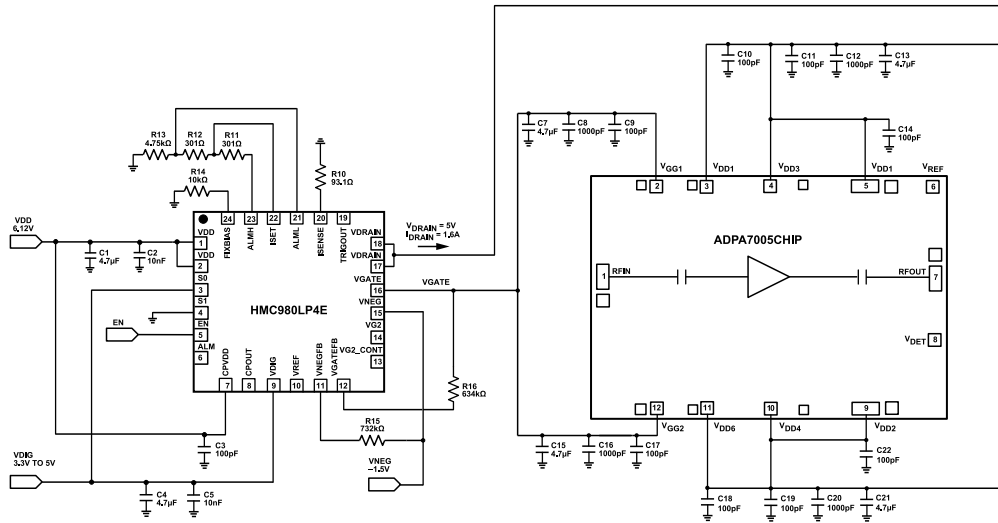 C10
100pF
C11
100pF
C12
1000pF
C13
4.7µF
C7
4.7µF
C8
1000pF
C9
100pF
C14
100pF
R13
4.75kΩ
R12
301Ω
R11
301Ω
R14
10kΩ
R10
93.1Ω
VGG1
VDD1
VDD3
VDD1
VREF
2
3
4
5
6
24
23
22
21
20
19
FIXBIAS
ALMH
ISET
ALML
ISENSE
TRIGOUT
VDD
6.12V
C1
4.7µF
C2
10nF
VDD
1
VDD
2
S0
3
S1
4
EN
5
ALM
6
EN
HMC980LP4E
VDRAIN
18
VDRAIN
17
VGATE
16
VNEG
15
VG2
14
VG2_CONT
13
VDRAIN = 5V
IDRAIN = 1.6A
VGATE
ADPA7005CHIP
1
RFIN
RFOUT
7
VDET
8
CPVDD
CPOUT
VDIG
VREF
VNEGFB
VGATEFB
7
8
9
10
11
12
R16
634kΩ
R15
732kΩ
VNEG
–1.5V
C3
100pF
VDIG
3.3V TO 5V
C4
4.7µF
C5
10nF
12
11
10
9
VGG2
VDD6
VDD4
VDD2
C15
4.7µF
C16
1000pF
C17
100pF
C22
100pF
C18
100pF
C19
100pF
C20
1000pF
C21
4.7µF